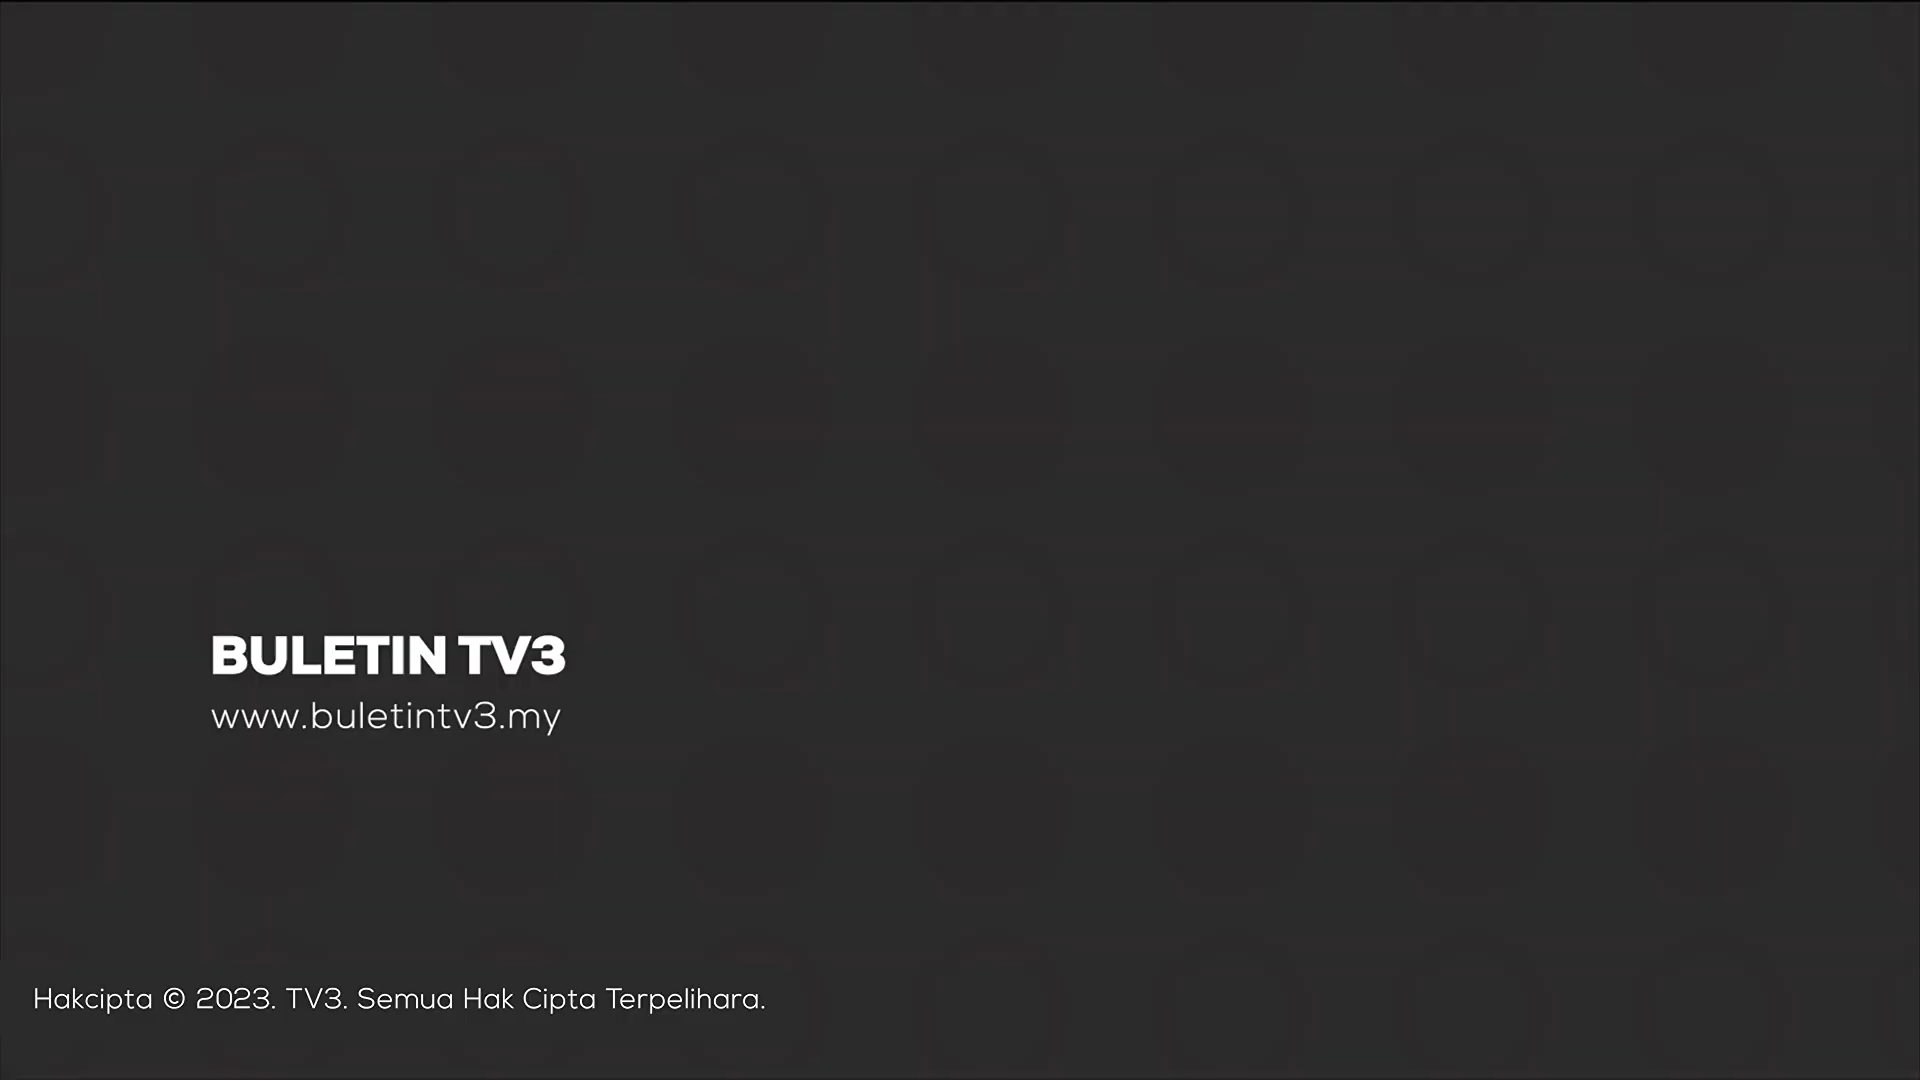 BULETIN TV3
www.buletintv3.my
Hakcipta © 2023. TV3. Semua Hak Cipta Terpelihara.